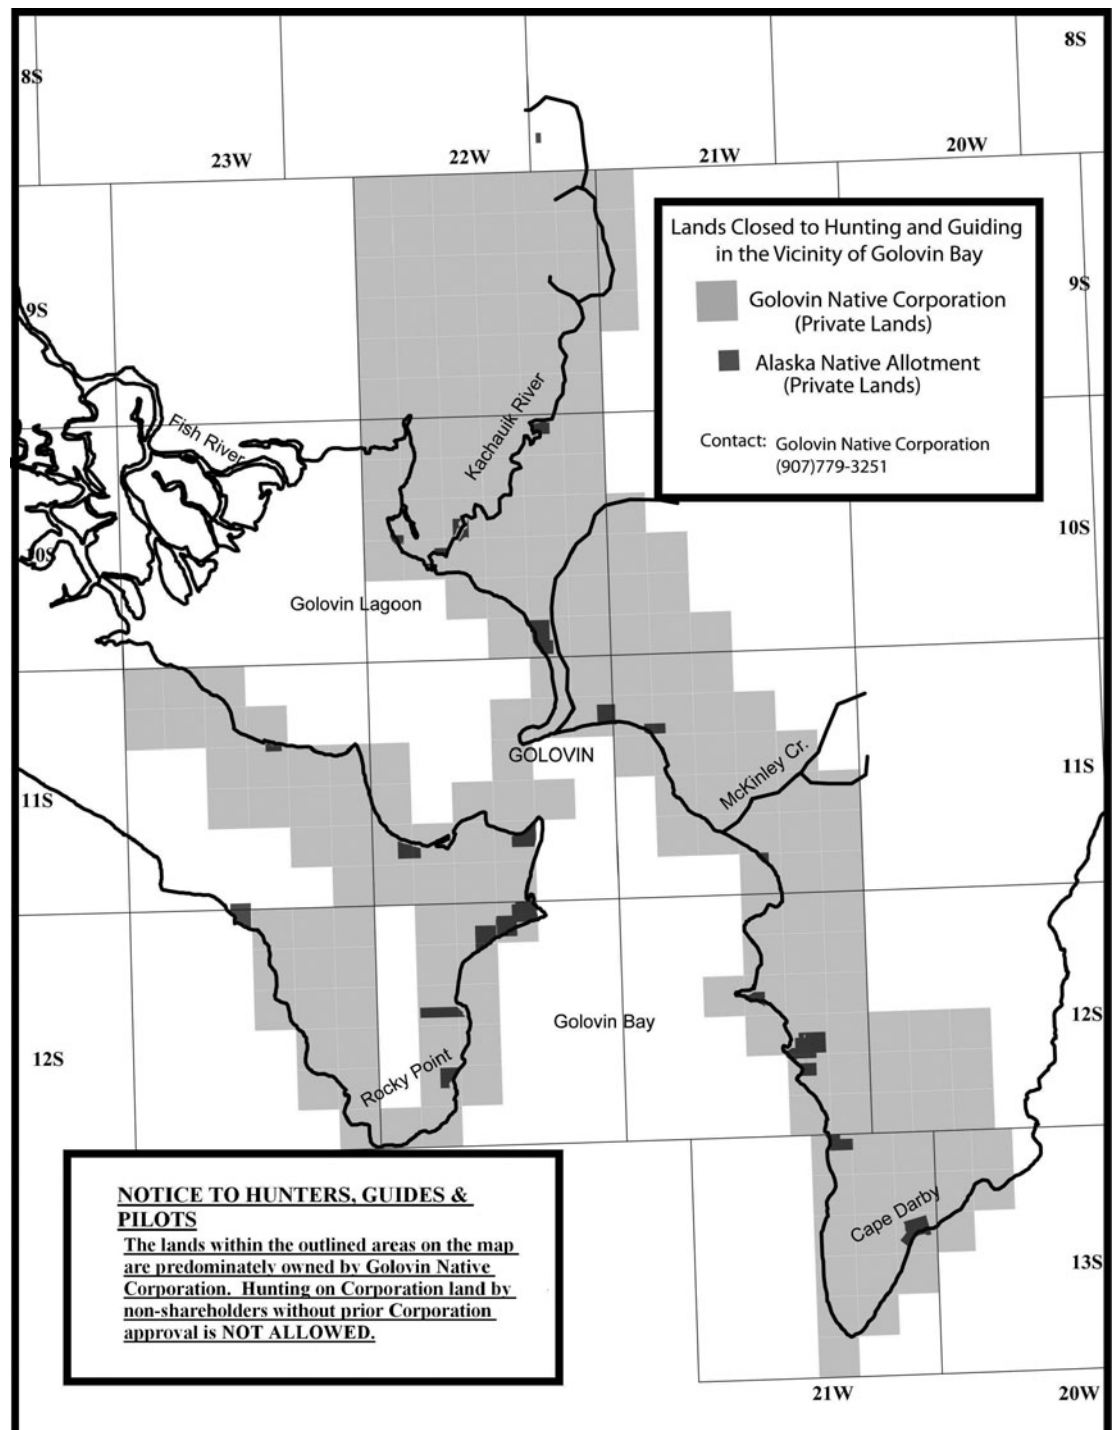 8S
8S
23W
22W
21W
20W
Lands Closed to Hunting and Guiding
in the Vicinity of Golovin Bay
Golovin Native Corporation
(Private Lands)
Alaska Native Allotment
(Private Lands)
Contact: Golovin Native Corporation
(907)779-3251
9S
9S
Fish River
Kachauik River
10S
10S
Golovin Lagoon
GOLOVIN
McKinley Cr.
11S
11S
Golovin Bay
12S
12S
Rocky Point
NOTICE TO HUNTERS, GUIDES &
PILOTS
The lands within the outlined areas on the map
are predominately owned by Golovin Native
Corporation. Hunting on Corporation land by
non-shareholders without prior Corporation
approval is NOT ALLOWED.
Cape Darby
13S
21W
20W